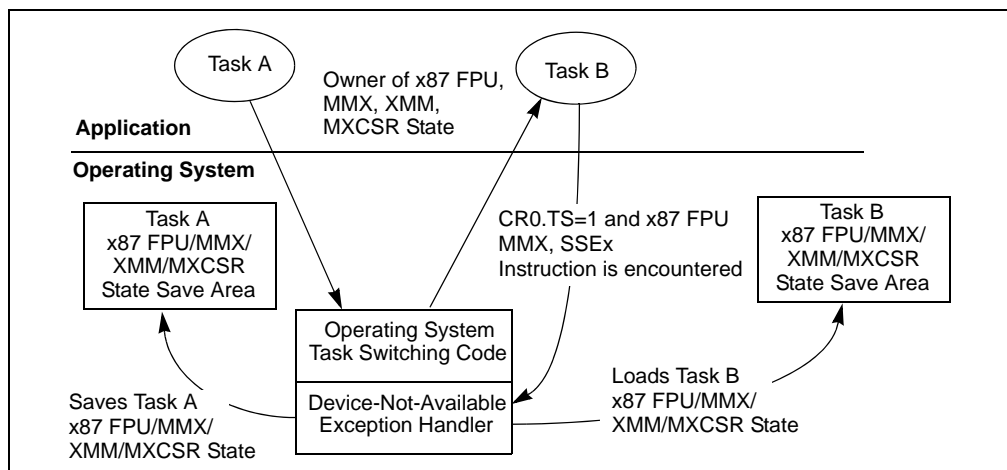 Task A
Owner of x87 FPU,
MMX, XMM,
MXCSR State
Task B
Application
Operating System
Task A
x87 FPU/MMX/
XMM/MXCSR
State Save Area
CR0.TS=1 and x87 FPU
MMX, SSEx
Instruction is encountered
Task B
x87 FPU/MMX/
XMM/MXCSR
State Save Area
Operating System
Task Switching Code
Device-Not-Available
Exception Handler
Saves Task A
x87 FPU/MMX/
XMM/MXCSR State
Loads Task B
x87 FPU/MMX/
XMM/MXCSR State